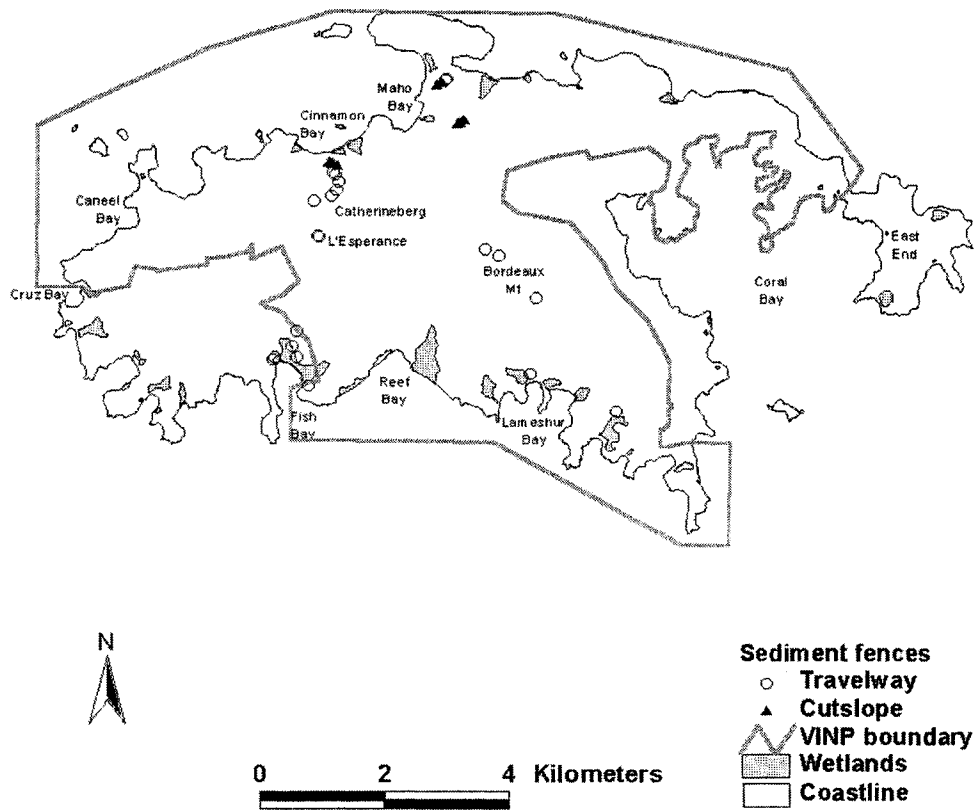 Maho
Bay
Cinnamon
Bay
Caneel
Bay
Catherineberg
L'Esperance
Bordeaux
Mt
Coral
Bay
East
End
Cruz Bay
Reef
Bay
Fish
Bay
Lameshur
Bay
N
Sediment fences
Travelway
Cutslope
VINP boundary
Wetlands
Coastline
0 2 4 Kilometers